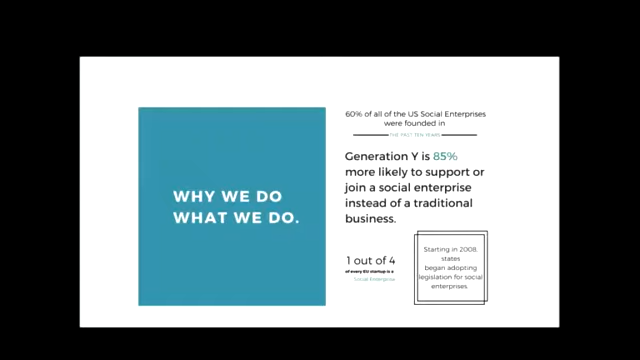 WHY WE DO
WHAT WE DO.
60% of all of the US Social Enterprises
were founded in
THE PAST TEN YEARS
Generation Y is 85%
more likely to support or
join a social enterprise
instead of a traditional
business.
1 out of 4
of every EU startup is a
Social Enterprise
Starting in 2008,
states
began adopting
legislation for social
enterprises.